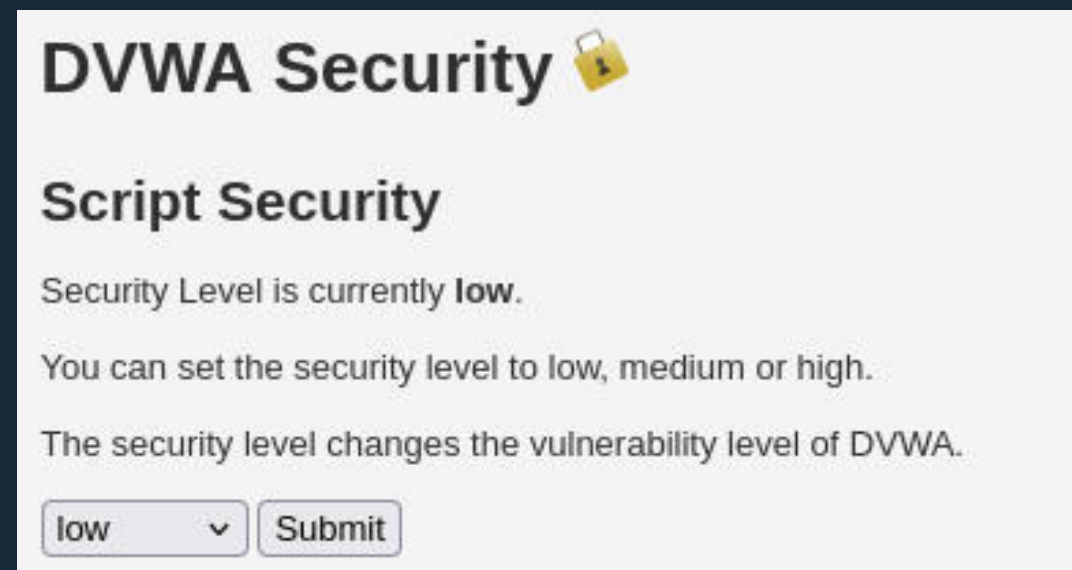 DVWA Security
Script Security
Security Level is currently low.
You can set the security level to low, medium or high.
The security level changes the vulnerability level of DVWA.
low Submit